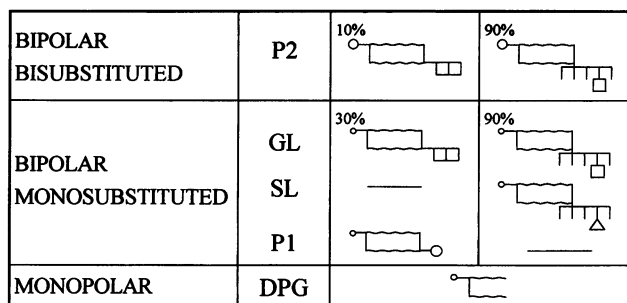 BIPOLAR
BISUBSTITUTED
P2
10%
90%
BIPOLAR
MONOSUBSTITUTED
GL
SL
P1
30%
90%
MONOPOLAR
DPG